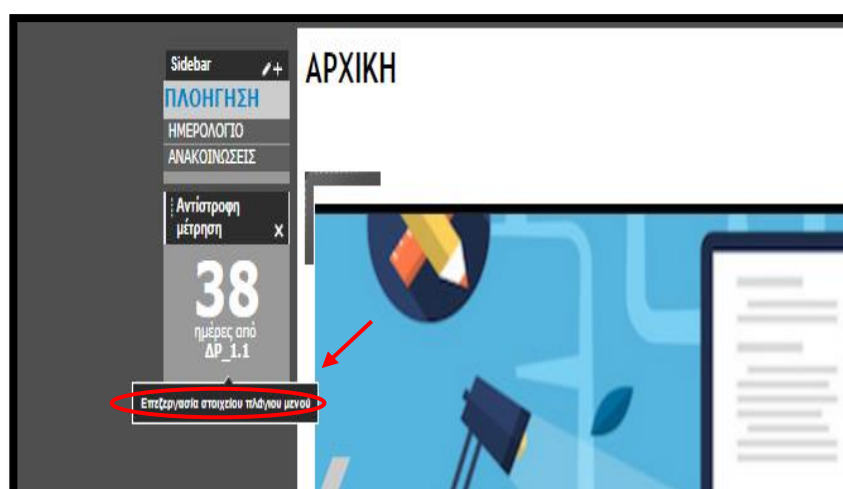 Sidebar
ΑΡΧΙΚΗ
ΠΛΟΗΓΗΣΗ
ΗΜΕΡΟΛΟΓΙΟ
ΑΝΑΚΟΙΝΩΣΕΙΣ
Αντίστροφη
μέτρηση x
38
ημέρες από
ΔΡ_1.1
Επεξεργασία στοιχείου πλάγιου μενού